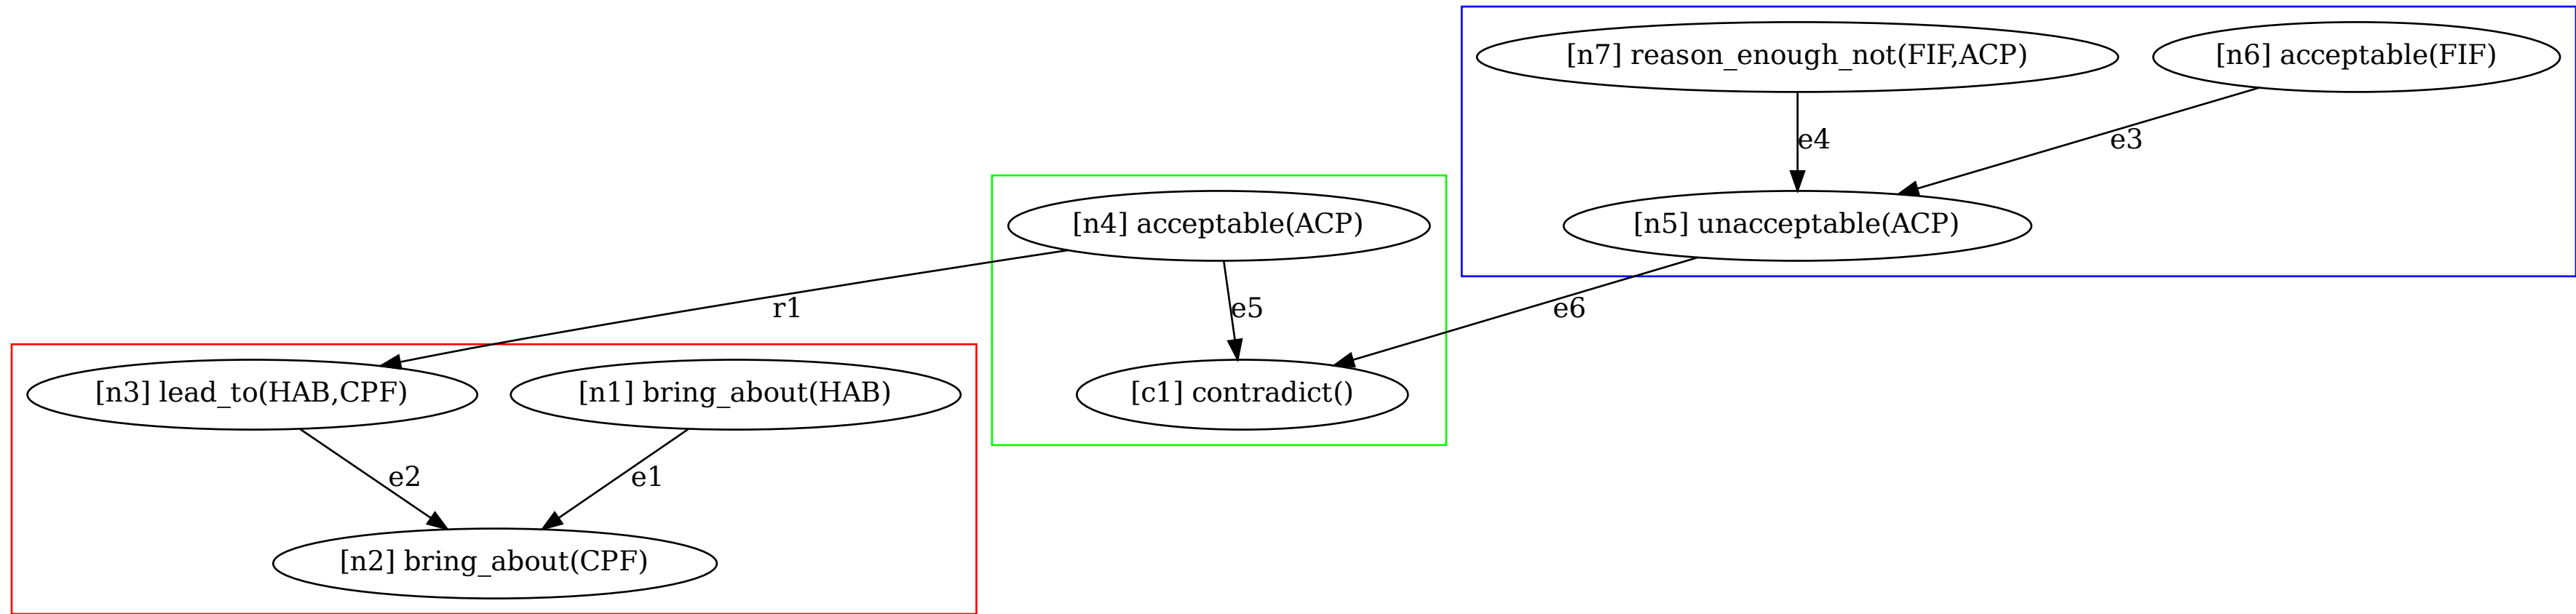 [n7] reason_enough_not(FIF,ACP)
[n6] acceptable(FIF)
e4
e3
[n4] acceptable(ACP)
[n5] unacceptable(ACP)
r1
e5
e6
[n3] lead_to(HAB,CPF)
[n1] bring_about(HAB)
[c1] contradict()
e2
e1
[n2] bring_about(CPF)